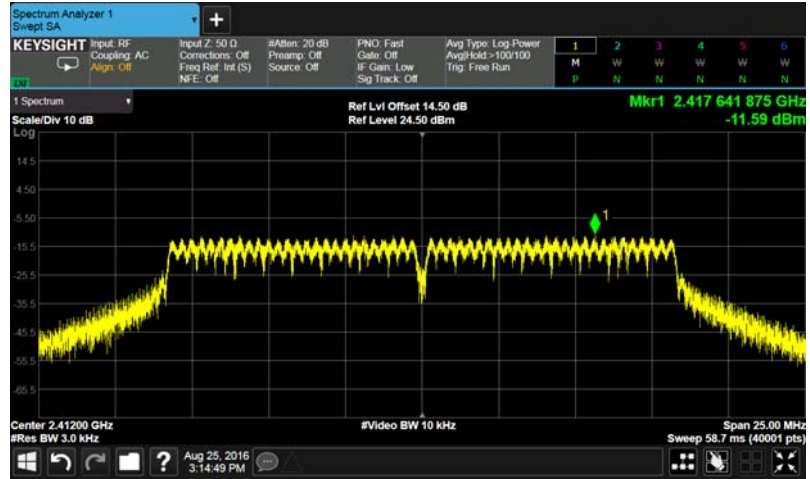 Spectrum Analyzer 1
Swept SA
+
KEYSIGHT
Input: RF
Coupling: AC
Align: Off
Input Z: 50 Ω
Corrections: Off
Freq Ref: Int (S)
NFE: Off
#Atten: 20 dB
Preamp: Off
Source: Off
PNO: Fast
Gate: Off
IF Gain: Low
Sig Track: Off
Avg Type: Log-Power
Avg|Hold:>100/100
Trig: Free Run
1 2 3 4 5 6
M W W W W W
P N N N N N
EXT
1 Spectrum
Scale/Div 10 dB
Ref Lvl Offset 14.50 dB
Ref Level 24.50 dBm
Mkr1 2.417 641 875 GHz
-11.59 dBm
Log
14.5
4.50
-5.50
-15.5
-25.5
-35.5
-45.5
-55.5
-65.5
1
Center 2.41200 GHz
#Res BW 3.0 kHz
#Video BW 10 kHz
Span 25.00 MHz
Sweep 58.7 ms (40001 pts)
?
Aug 25, 2016
3:14:49 PM